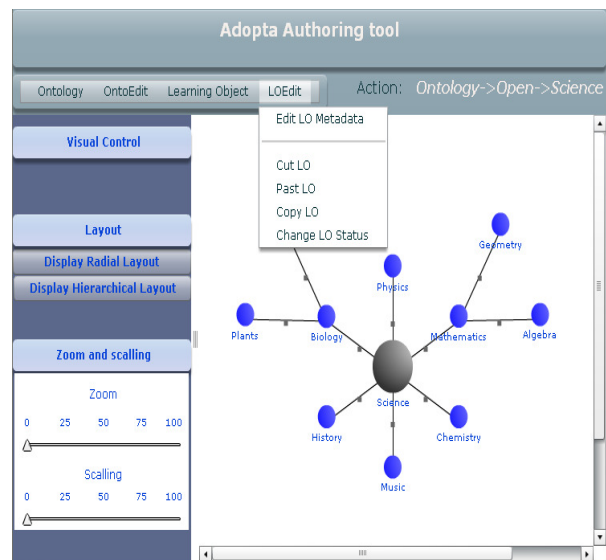 Adopta Authoring tool
Ontology OntoEdit Learning Object LOEdit Action: Ontology->Open->Science
Edit LO Metadata
Cut LO
Past LO
Copy LO
Change LO Status
Visual Control
Layout
Display Radial Layout
Display Hierarchical Layout
Zoom and scalling
Zoom
0 25 50 75 100
Scalling
0 25 50 75 100
Geometry
Physics
Plants Biology Mathematics Algebra
Science
History Chemistry
Music